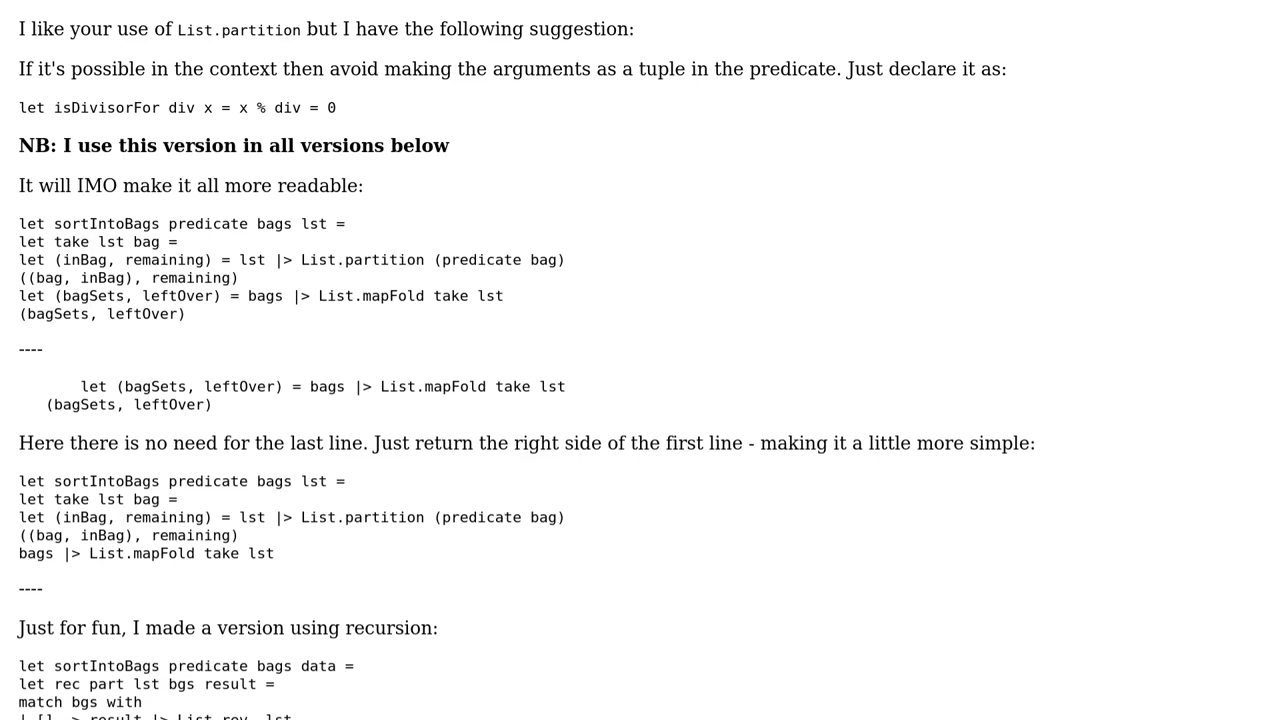 I like your use of List.partition but I have the following suggestion:
If it's possible in the context then avoid making the arguments as a tuple in the predicate. Just declare it as:
let isDivisorFor div x = x % div = 0
NB: I use this version in all versions below
It will IMO make it all more readable:
let sortIntoBags predicate bags lst =
let take lst bag =
let (inBag, remaining) = lst |> List.partition (predicate bag)
((bag, inBag), remaining)
let (bagSets, leftOver) = bags |> List.mapFold take lst
(bagSets, leftOver)
----
let (bagSets, leftOver) = bags |> List.mapFold take lst
(bagSets, leftOver)
Here there is no need for the last line. Just return the right side of the first line - making it a little more simple:
let sortIntoBags predicate bags lst =
let take lst bag =
let (inBag, remaining) = lst |> List.partition (predicate bag)
((bag, inBag), remaining)
bags |> List.mapFold take lst
----
Just for fun, I made a version using recursion:
let sortIntoBags predicate bags data =
let rec part lst bgs result =
match bgs with
| [] -> result |> List.rev, lst